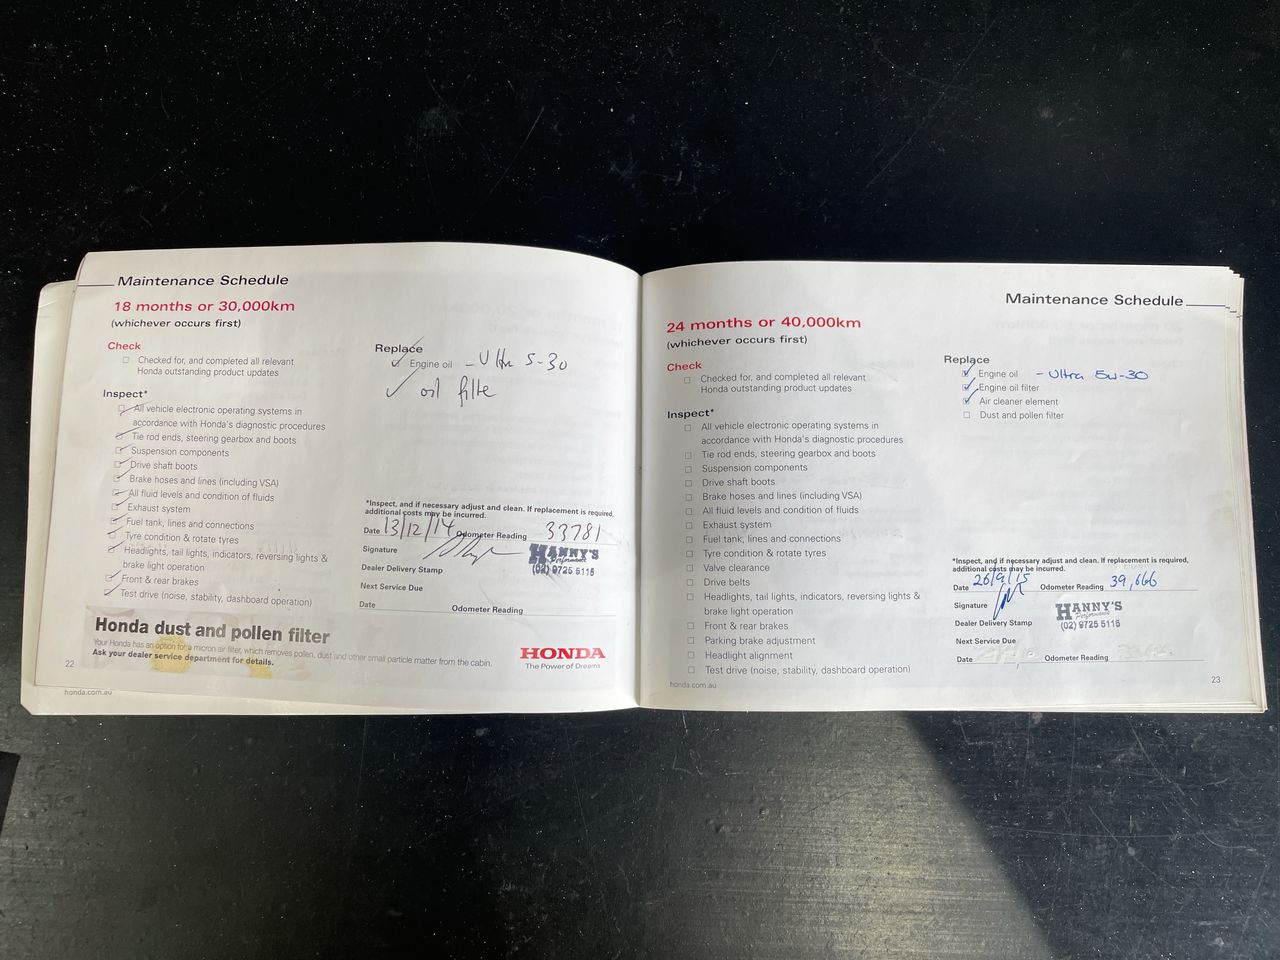 Maintenance Schedule
18 months or 30,000km
(whichever occurs first)
Check
Checked for, and completed all relevant
Honda outstanding product updates
Inspect*
All vehicle electronic operating systems in
accordance with Honda's diagnostic procedures
Tie rod ends, steering gearbox and boots
Suspension components
Drive shaft boots
Brake hoses and lines (including VSA)
All fluid levels and condition of fluids
Exhaust system
Fuel tank, lines and connections
Tyre condition & rotate tyres
Headlights, tail lights, indicators, reversing lights &
brake light operation
Front & rear brakes
Test drive (noise, stability, dashboard operation)
Replace
Engine oil - Ultra 5-30
oil filte
*Inspect, and if necessary adjust and clean. If replacement is required,
additional costs may be incurred.
Date 13/12/14 Odometer Reading 33781
Signature
HANNY'S
Performance
Dealer Delivery Stamp (02) 9725 5115
Next Service Due
Date Odometer Reading
Honda dust and pollen filter
Your Honda has an option for a micron air filter, which removes pollen, dust and other small particle matter from the cabin.
Ask your dealer service department for details.
HONDA
The Power of Dreams
22
honda.com.au
Maintenance Schedule
24 months or 40,000km
(whichever occurs first)
Check
Checked for, and completed all relevant
Honda outstanding product updates
Inspect*
All vehicle electronic operating systems in
accordance with Honda's diagnostic procedures
Tie rod ends, steering gearbox and boots
Suspension components
Drive shaft boots
Brake hoses and lines (including VSA)
All fluid levels and condition of fluids
Exhaust system
Fuel tank, lines and connections
Tyre condition & rotate tyres
Valve clearance
Drive belts
Headlights, tail lights, indicators, reversing lights &
brake light operation
Front & rear brakes
Parking brake adjustment
Headlight alignment
Test drive (noise, stability, dashboard operation)
Replace
Engine oil - Ultra 5w-30
Engine oil filter
Air cleaner element
Dust and pollen filter
*Inspect, and if necessary adjust and clean. If replacement is required,
additional costs may be incurred.
Date 26/9/15 Odometer Reading 39,666
Signature
HANNY'S
Performance
Dealer Delivery Stamp (02) 9725 5115
Next Service Due
Date Odometer Reading
honda.com.au
23